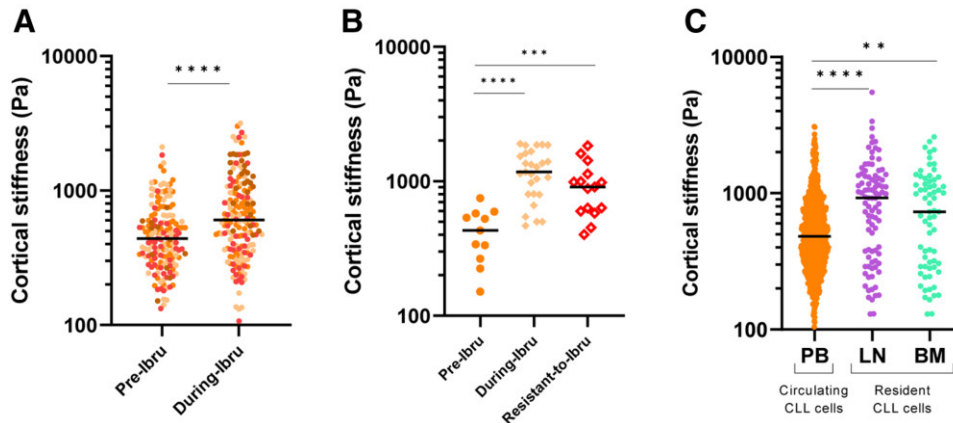 A
Cortical stiffness (Pa)
10000
1000
100
****
Pre-Ibru
During-Ibru
B
Cortical stiffness (Pa)
10000
1000
100
***
****
Pre-Ibru
During-Ibru
Resistant-to-Ibru
C
Cortical stiffness (Pa)
10000
1000
100
**
****
PB LN BM
Circulating
CLL cells
Resident
CLL cells